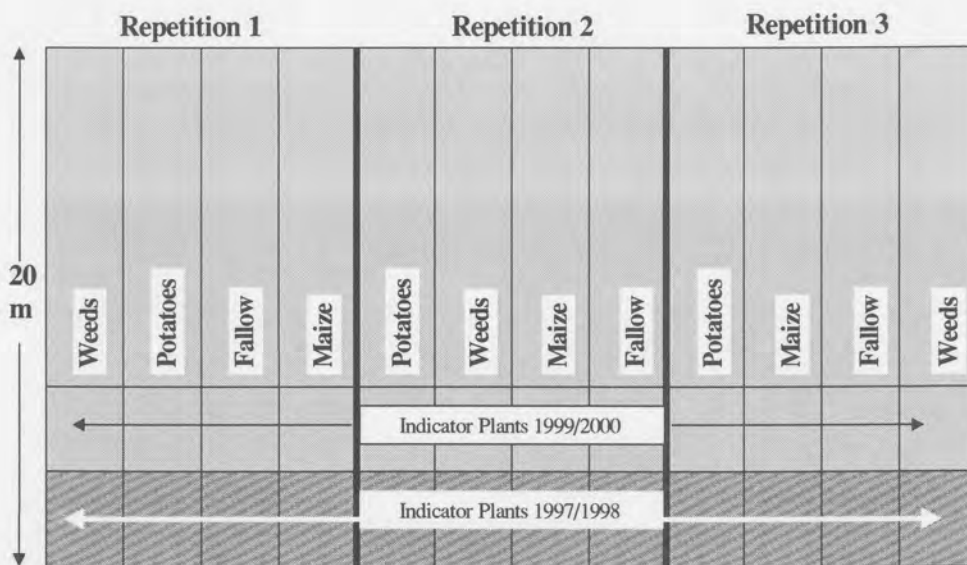 Repetition 1 Repetition 2 Repetition 3
20
m
Weeds Potatoes Fallow Maize Potatoes Weeds Maize Fallow Potatoes Maize Fallow Weeds
Indicator Plants 1999/2000
Indicator Plants 1997/1998